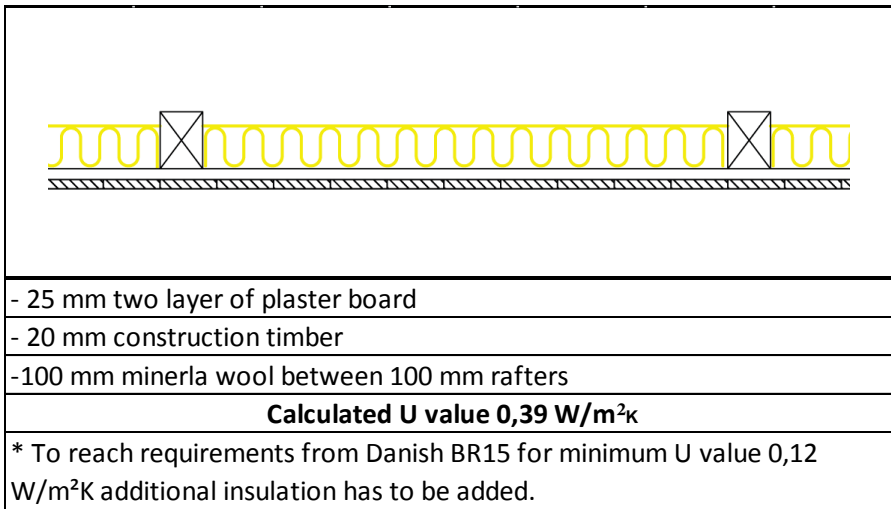 - 25 mm two layer of plaster board
- 20 mm construction timber
-100 mm minerla wool between 100 mm rafters
Calculated U value 0,39 W/m²K
* To reach requirements from Danish BR15 for minimum U value 0,12
W/m²K additional insulation has to be added.